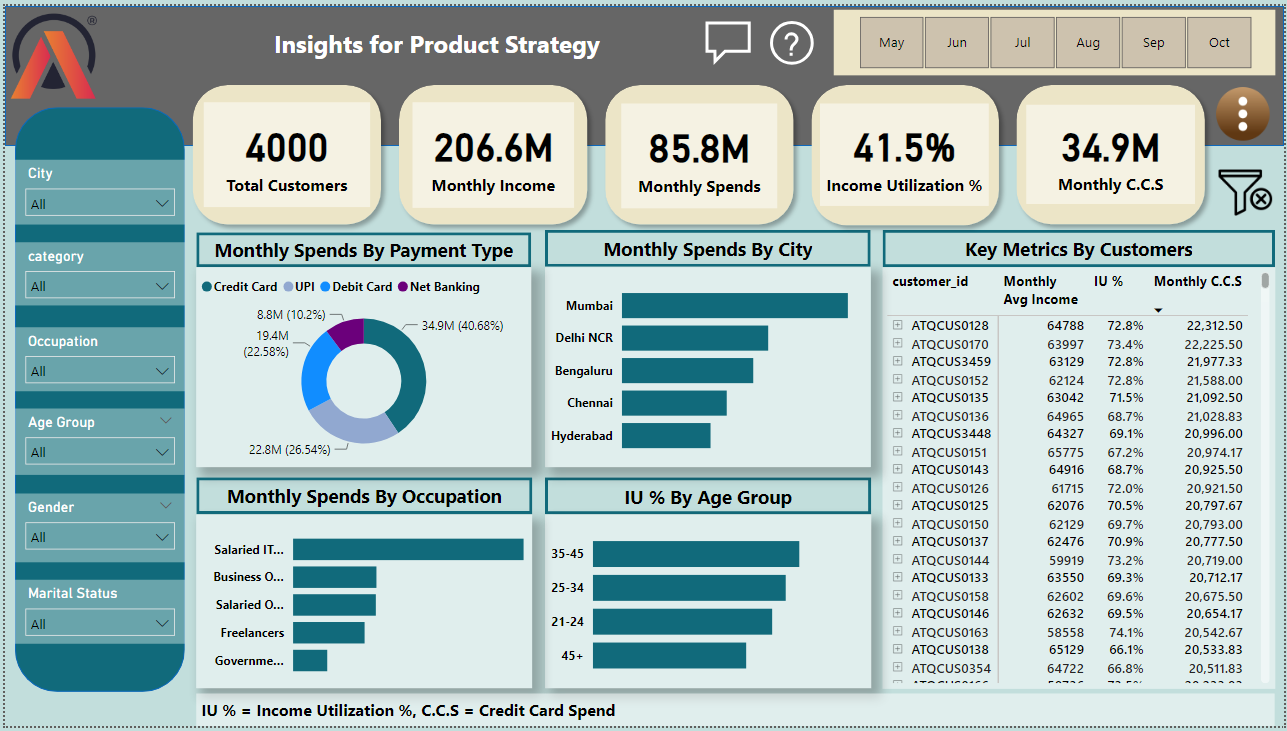 ®
Insights for Product Strategy
?
May Jun Jul Aug Sep Oct
4000
Total Customers
206.6M
Monthly Income
85.8M
Monthly Spends
41.5%
Income Utilization %
34.9M
Monthly C.C.S
City
All
category
All
Occupation
All
Age Group
All
Gender
All
Marital Status
All
Monthly Spends By Payment Type
Credit Card UPI Debit Card Net Banking
8.8M (10.2%)
34.9M (40.68%)
19.4M
(22.58%)
22.8M (26.54%)
Monthly Spends By City
Mumbai
Delhi NCR
Bengaluru
Chennai
Hyderabad
Monthly Spends By Occupation
Salaried IT...
Business O...
Salaried O...
Freelancers
Governme...
IU % By Age Group
35-45
25-34
21-24
45+
Key Metrics By Customers
customer_id Monthly Avg Income IU % Monthly C.C.S
ATQCUS0128 64788 72.8% 22,312.50
ATQCUS0170 63997 73.4% 22,225.50
ATQCUS3459 63129 72.8% 21,977.33
ATQCUS0152 62124 72.8% 21,588.00
ATQCUS0135 63042 71.5% 21,092.50
ATQCUS0136 64965 68.7% 21,028.83
ATQCUS3448 64327 69.1% 20,996.00
ATQCUS0151 65775 67.2% 20,974.17
ATQCUS0143 64916 68.7% 20,925.50
ATQCUS0126 61715 72.0% 20,921.50
ATQCUS0125 62076 70.5% 20,797.67
ATQCUS0150 62129 69.7% 20,793.00
ATQCUS0137 62476 70.9% 20,777.50
ATQCUS0144 59919 73.2% 20,719.00
ATQCUS0133 63550 69.3% 20,712.17
ATQCUS0158 62602 69.6% 20,675.50
ATQCUS0146 62632 69.5% 20,654.17
ATQCUS0163 58558 74.1% 20,542.67
ATQCUS0138 65129 66.1% 20,533.83
ATQCUS0354 64722 66.8% 20,511.83
IU % = Income Utilization %, C.C.S = Credit Card Spend